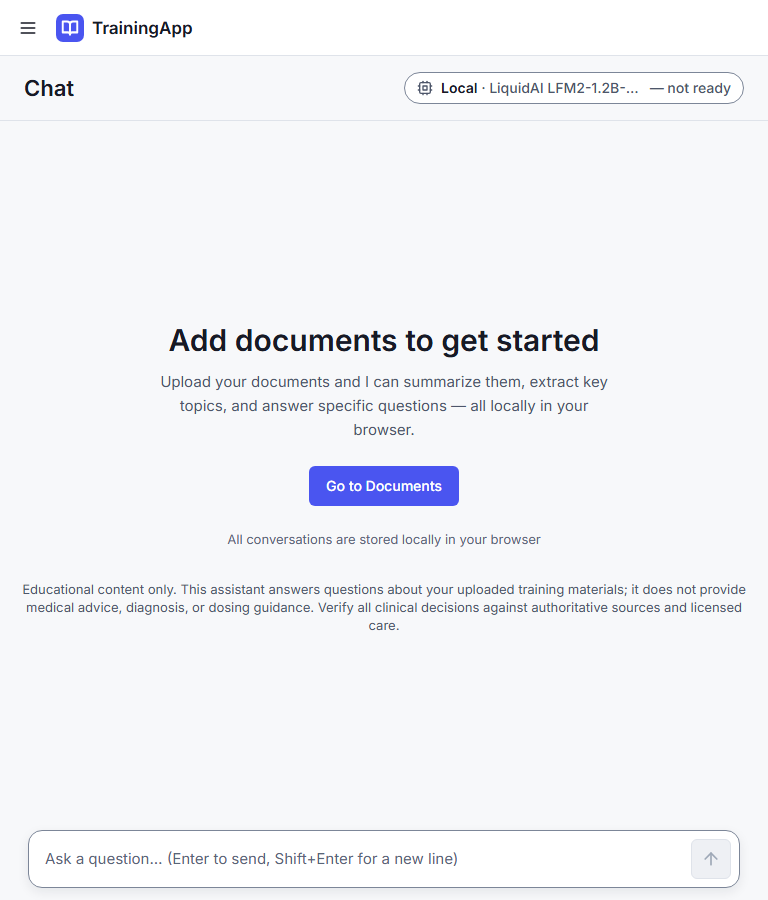 TrainingApp
Chat
Local · LiquidAI LFM2-1.2B-... — not ready
Add documents to get started
Upload your documents and I can summarize them, extract key
topics, and answer specific questions — all locally in your
browser.
Go to Documents
All conversations are stored locally in your browser
Educational content only. This assistant answers questions about your uploaded training materials; it does not provide
medical advice, diagnosis, or dosing guidance. Verify all clinical decisions against authoritative sources and licensed
care.
Ask a question... (Enter to send, Shift+Enter for a new line)